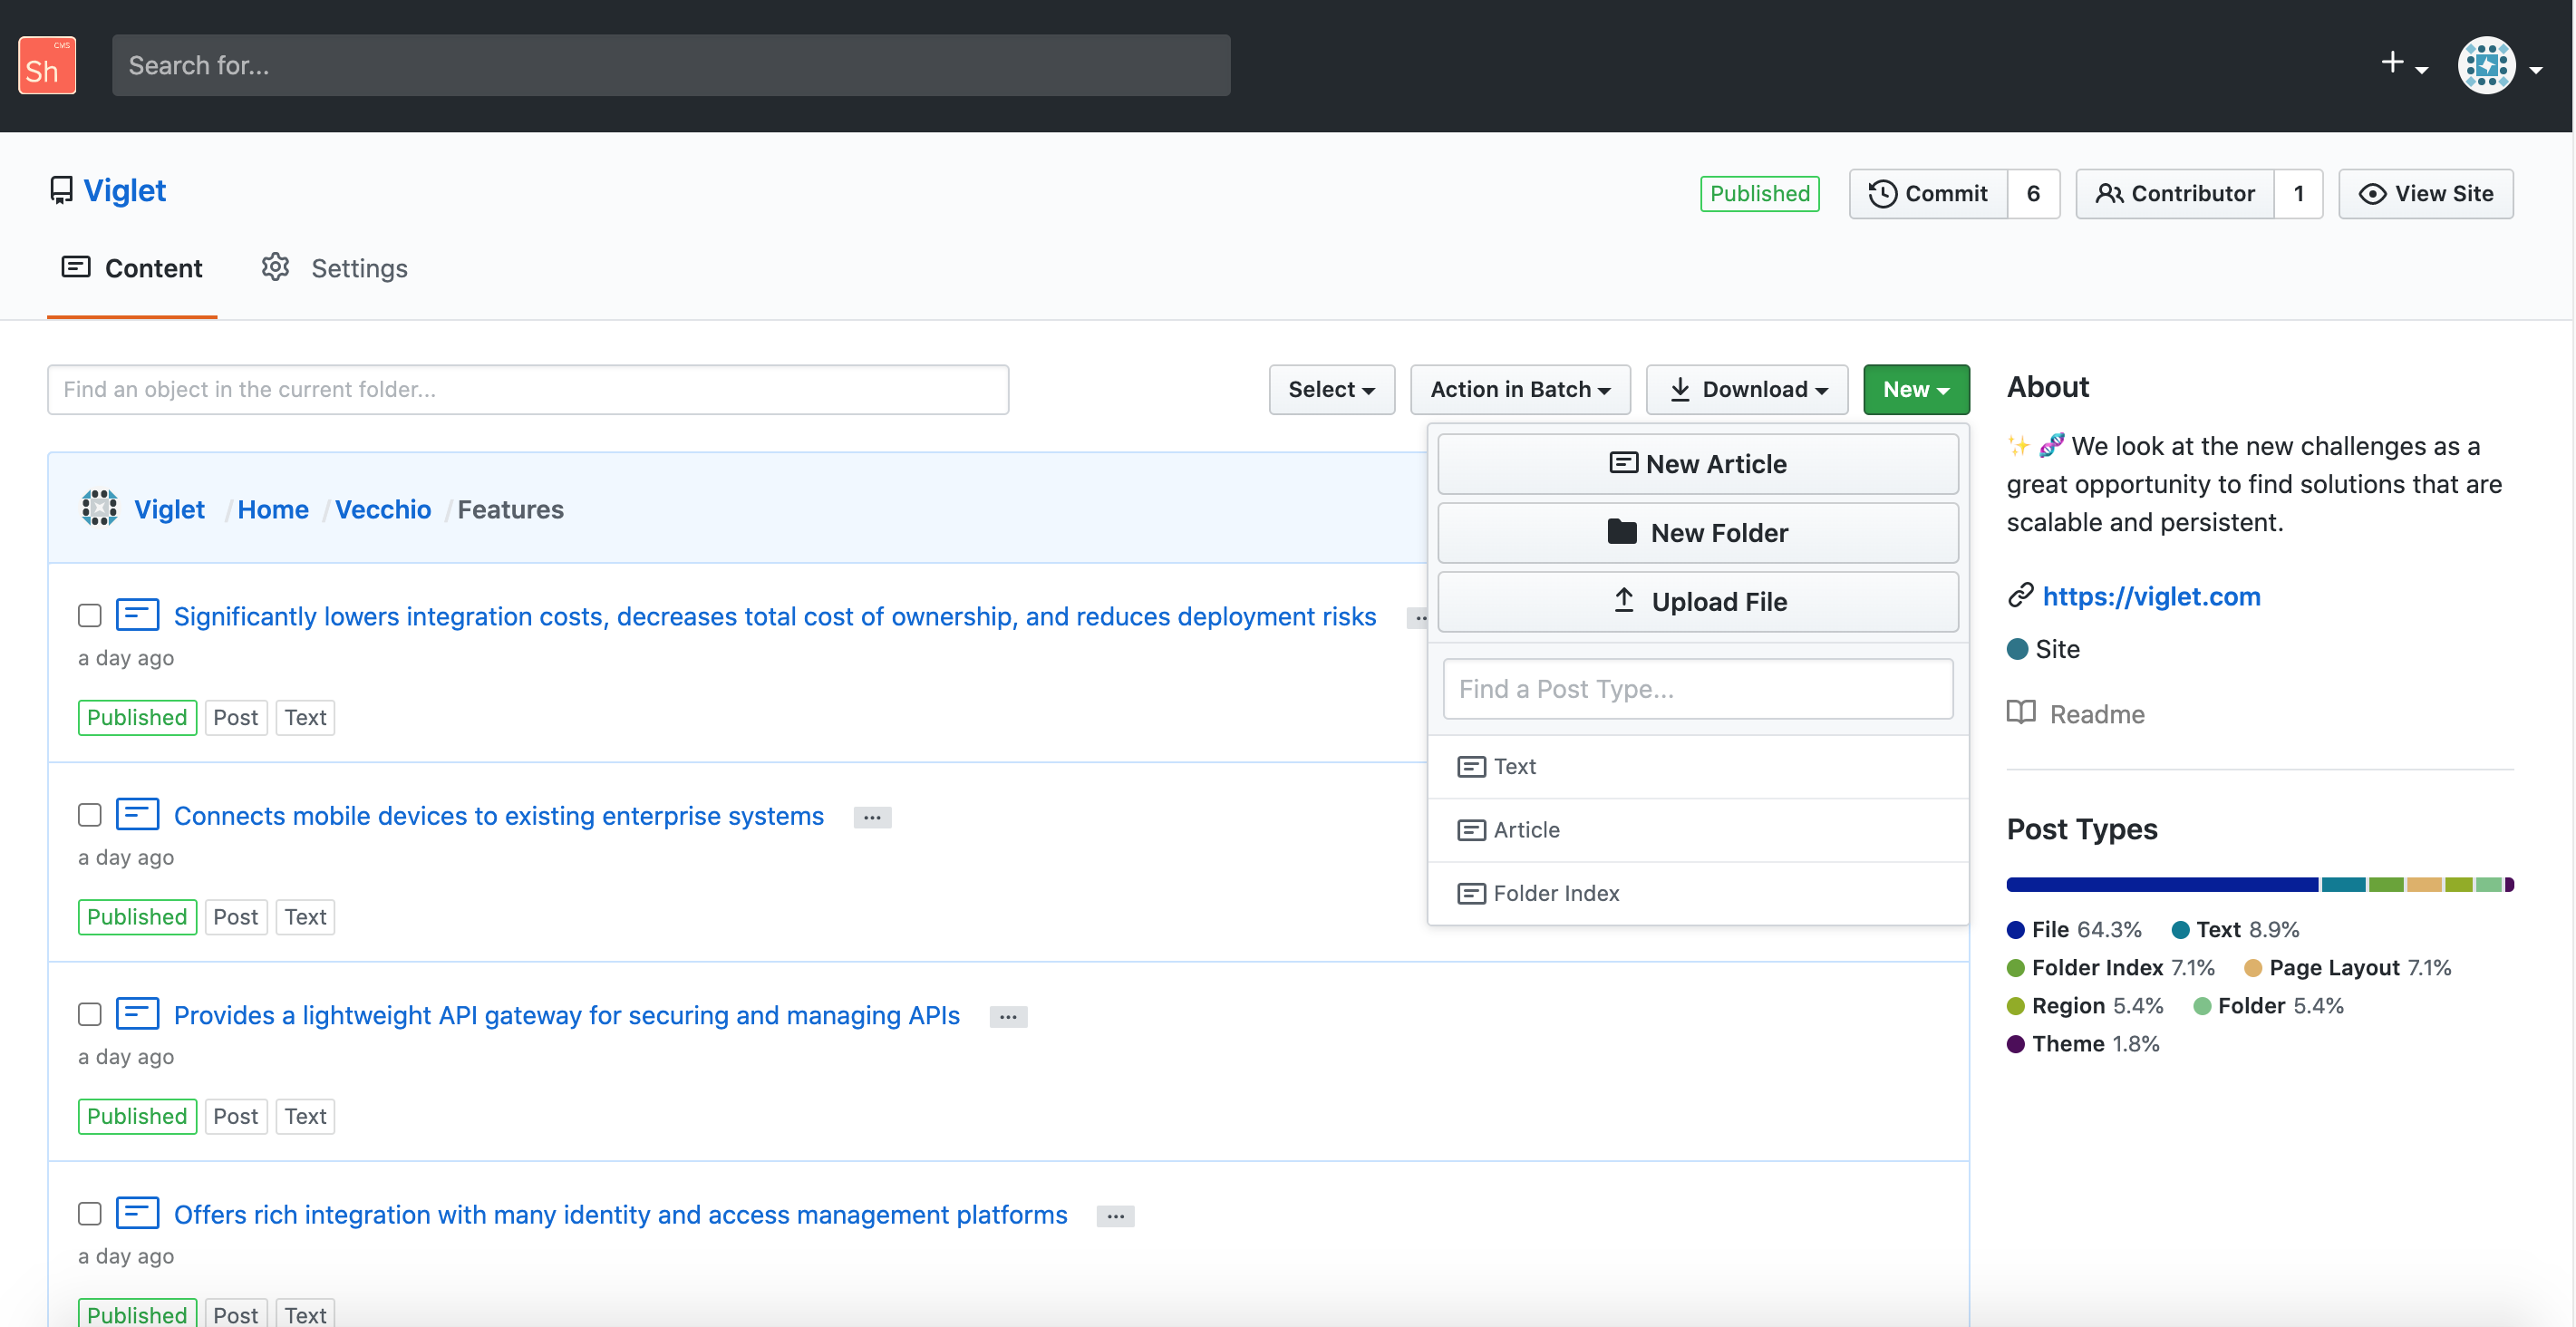 CMS
Sh
Search for...
Viglet
Published
Commit 6
Contributor 1
View Site
Content
Settings
Find an object in the current folder...
Select
Action in Batch
Download
New
New Article
New Folder
Upload File
Find a Post Type...
Text
Article
Folder Index
Viglet / Home / Vecchio / Features
Significantly lowers integration costs, decreases total cost of ownership, and reduces deployment risks
a day ago
Published Post Text
Connects mobile devices to existing enterprise systems ...
a day ago
Published Post Text
Provides a lightweight API gateway for securing and managing APIs ...
a day ago
Published Post Text
Offers rich integration with many identity and access management platforms ...
a day ago
Published Post Text
About
✨ 🧬 We look at the new challenges as a
great opportunity to find solutions that are
scalable and persistent.
https://viglet.com
Site
Readme
Post Types
File 64.3% Text 8.9%
Folder Index 7.1% Page Layout 7.1%
Region 5.4% Folder 5.4%
Theme 1.8%